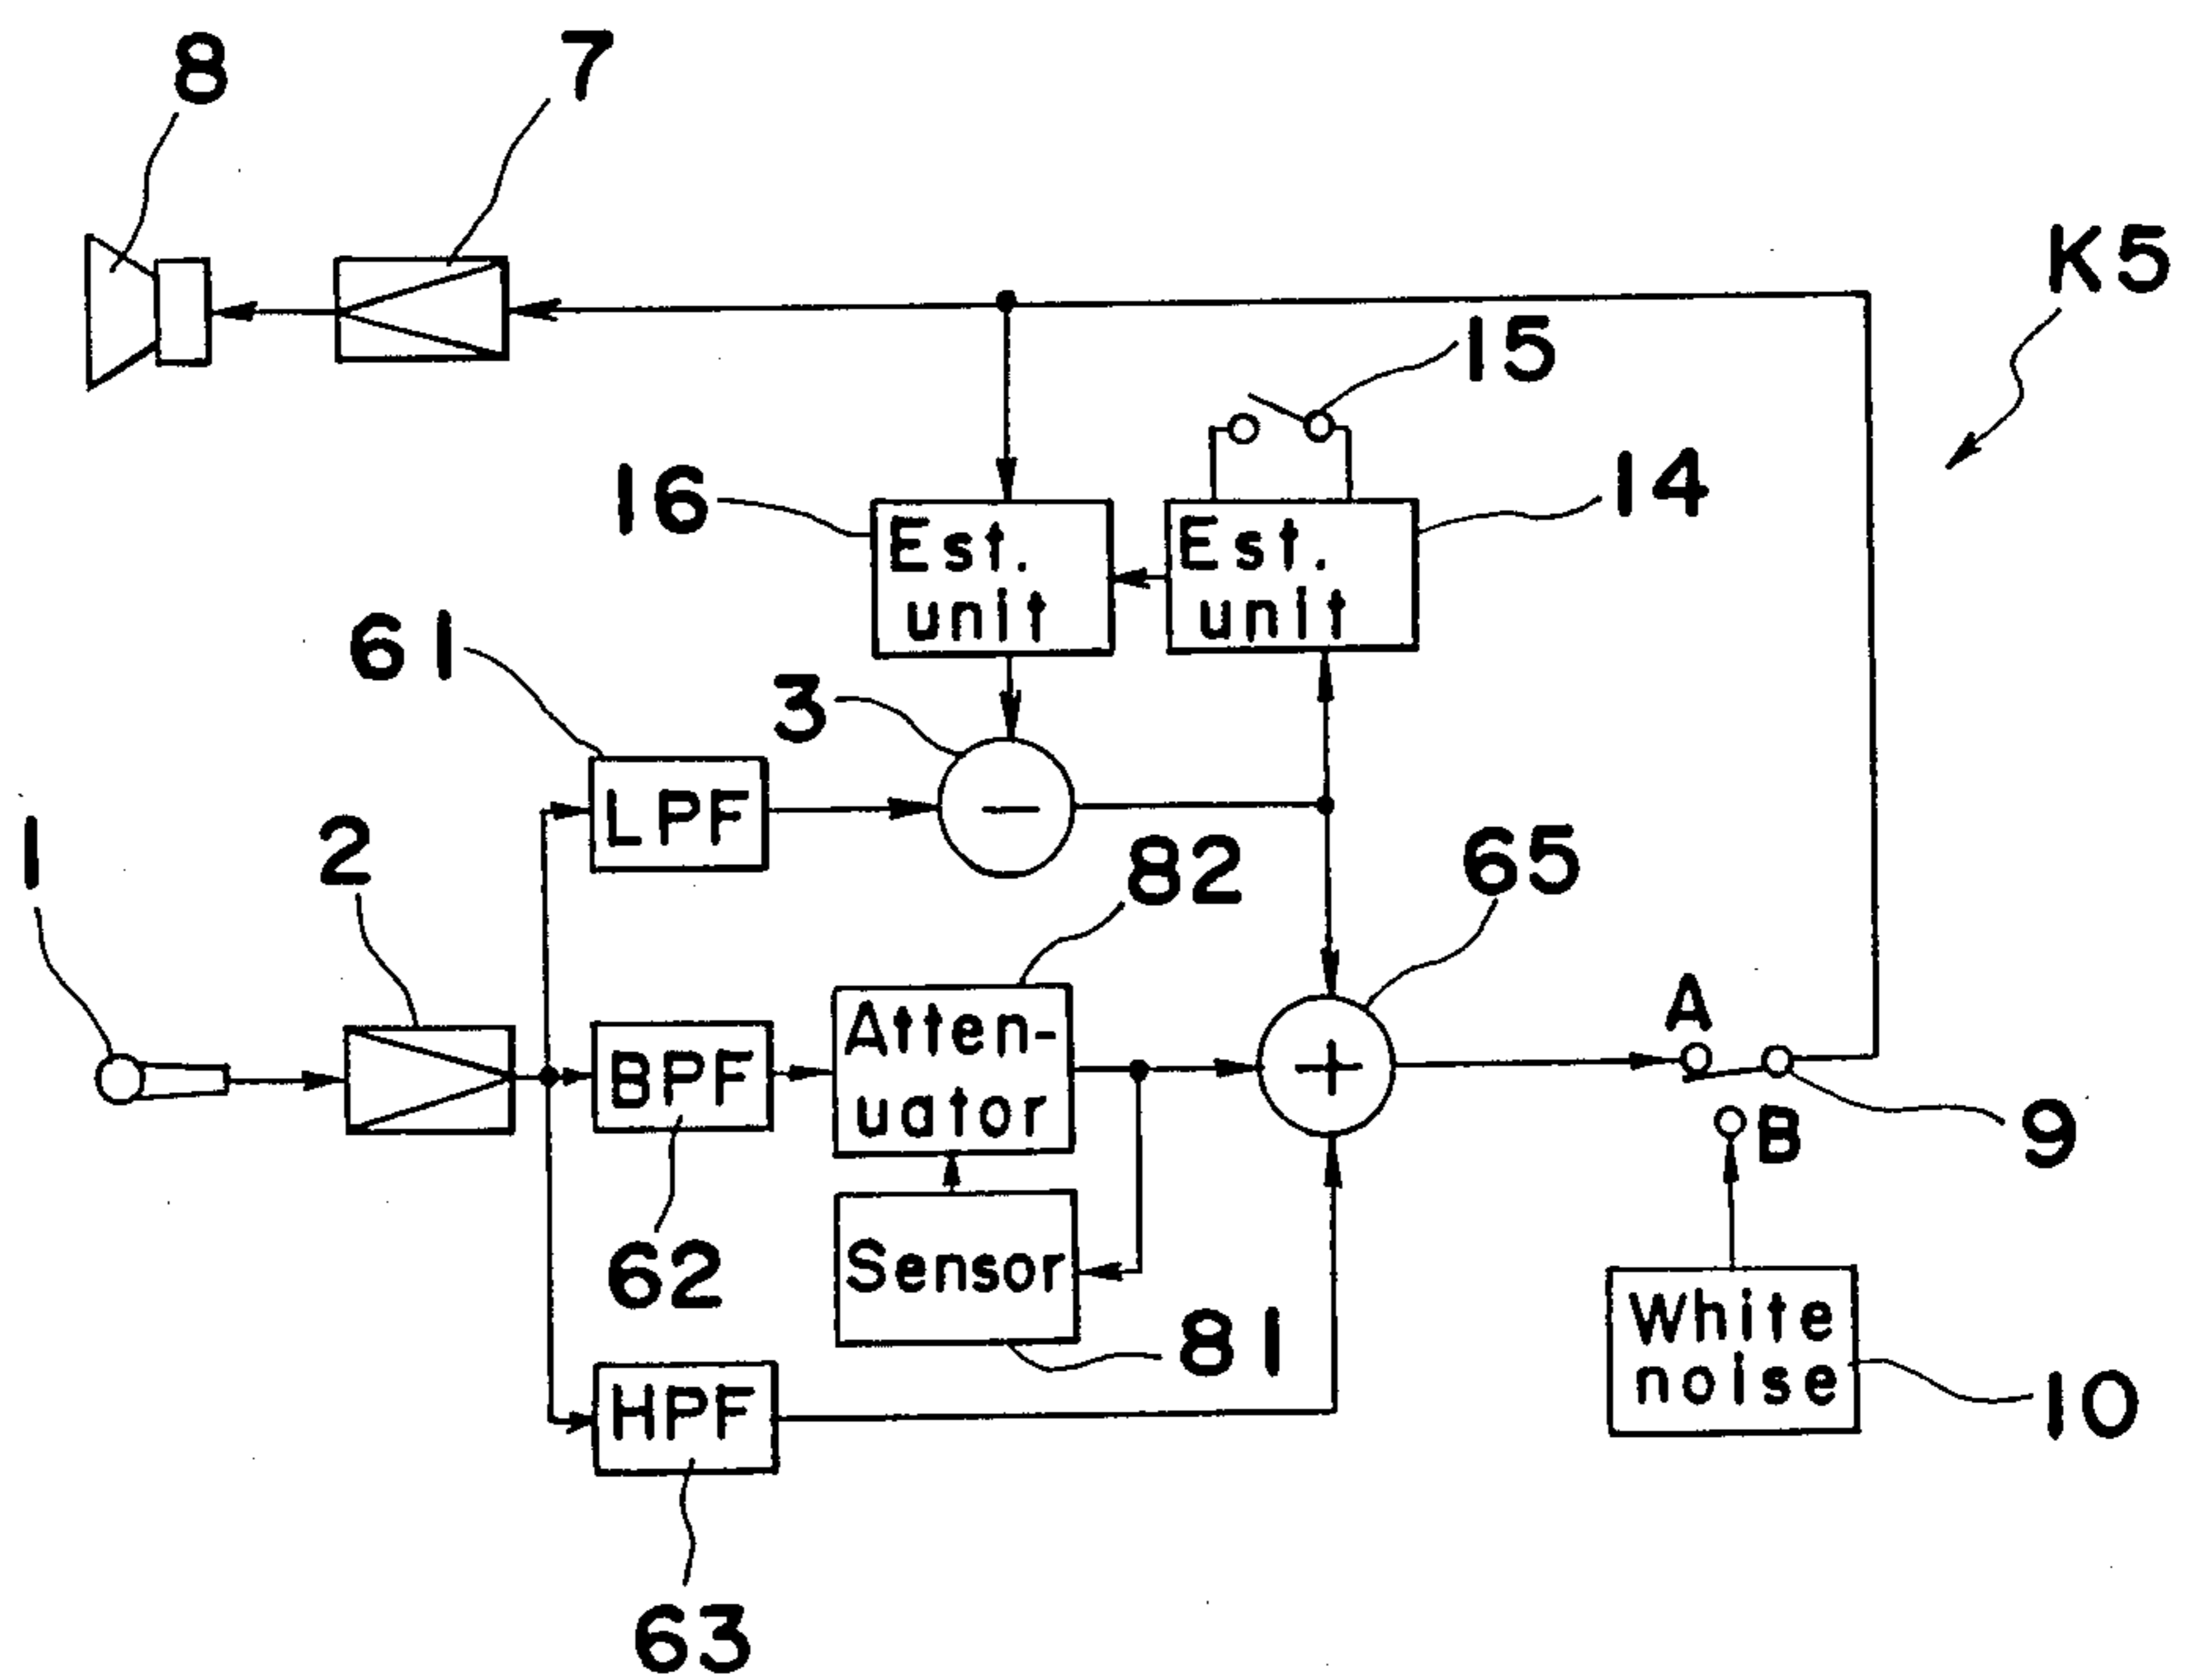 8
7
K5
15
16
14
Est.
unit
Est.
unit
61
3
LPF
−
82
65
1
2
Atten-
uator
BPF
+
A
B
9
62
Sensor
81
White
noise
10
HPF
63